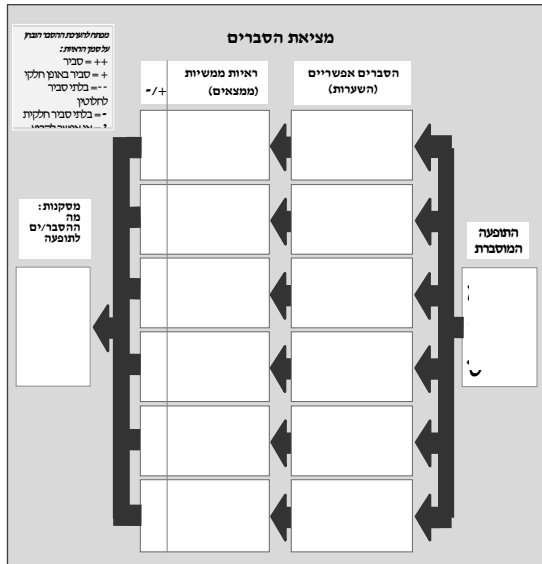 מציאת הסברים
מפתח להערכת ההסבר הנבחן
על סמך הראיות:
++ = סביר
+ = סביר באופן חלקי
-- = בלתי סביר
לחלוטין
- = בלתי סביר חלקית
הסברים אפשריים
(השערות)
ראיות ממשיות
(ממצאים)
+/-
התופעה
המוסברת
מסקנות:
מה
ההסבר/ים
לתופעה